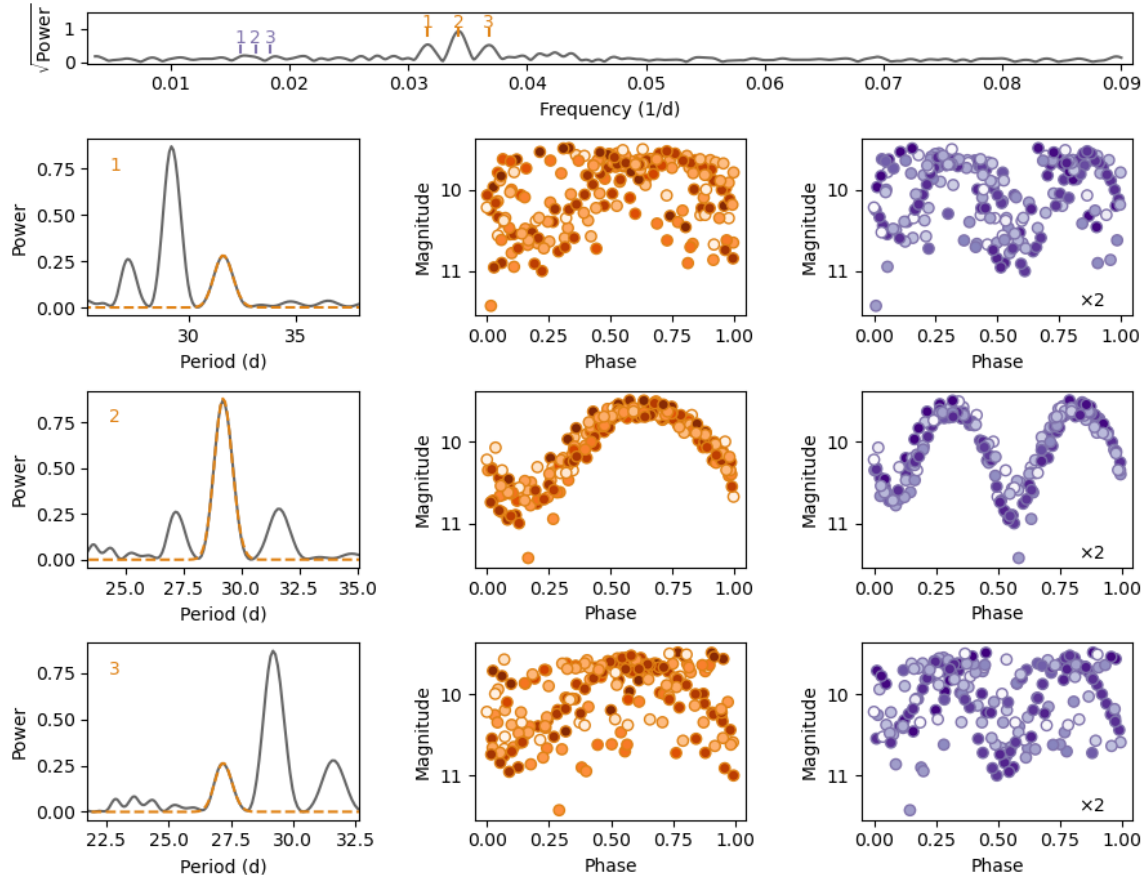 √Power
1
0
1 2 3
1 2 3
0.01 0.02 0.03 0.04 0.05 0.06 0.07 0.08 0.09
Frequency (1/d)
1
Power
0.75
0.50
0.25
0.00
30 35
Period (d)
Magnitude
10
11
0.00 0.25 0.50 0.75 1.00
Phase
Magnitude
10
11
×2
0.00 0.25 0.50 0.75 1.00
Phase
2
Power
0.75
0.50
0.25
0.00
25.0 27.5 30.0 32.5 35.0
Period (d)
Magnitude
10
11
0.00 0.25 0.50 0.75 1.00
Phase
Magnitude
10
11
×2
0.00 0.25 0.50 0.75 1.00
Phase
3
Power
0.75
0.50
0.25
0.00
22.5 25.0 27.5 30.0 32.5
Period (d)
Magnitude
10
11
0.00 0.25 0.50 0.75 1.00
Phase
Magnitude
10
11
×2
0.00 0.25 0.50 0.75 1.00
Phase